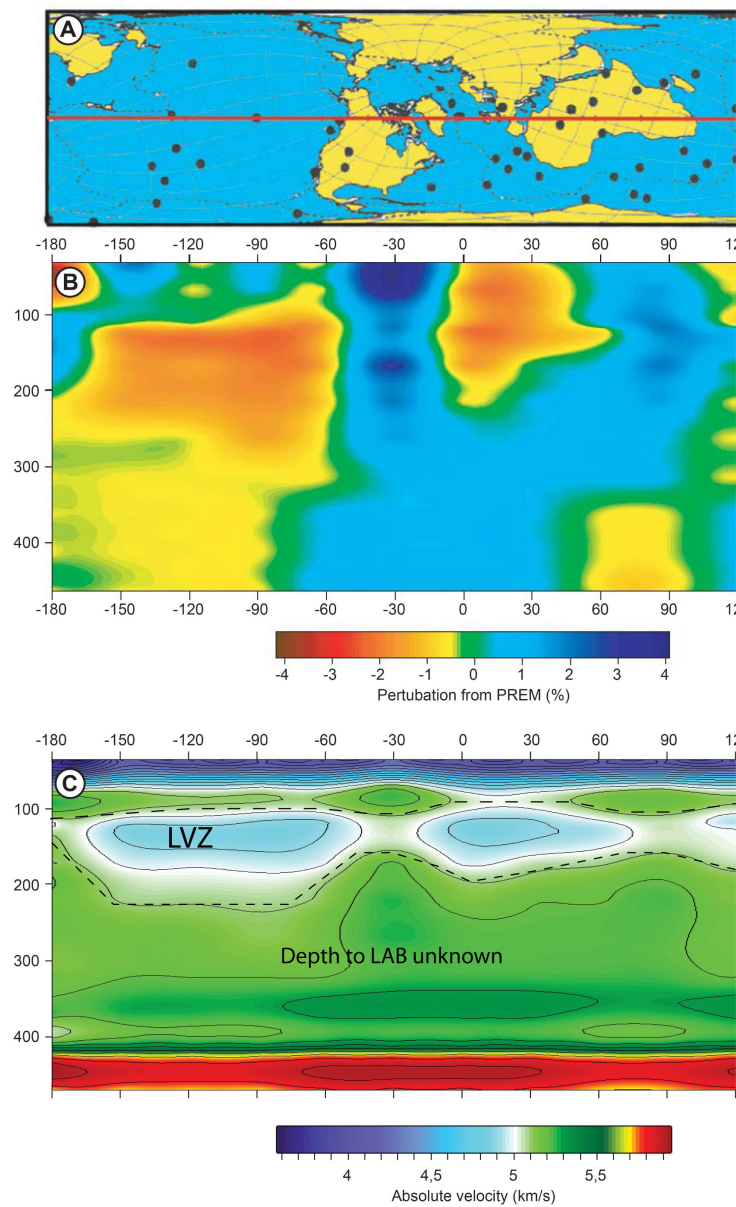 A
-180 -150 -120 -90 -60 -30 0 30 60 90 12
B
100
200
300
400
-180 -150 -120 -90 -60 -30 0 30 60 90 12
-4 -3 -2 -1 0 1 2 3 4
Pertubation from PREM (%)
-180 -150 -120 -90 -60 -30 0 30 60 90 12
C
100
LVZ
200
Depth to LAB unknown
300
400
4 4,5 5 5,5
Absolute velocity (km/s)